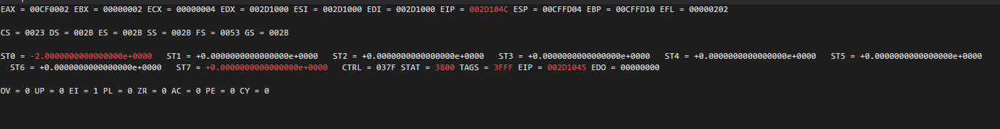 EAX = 00CF0002 EBX = 00000002 ECX = 00000004 EDX = 002D1000 ESI = 002D1000 EDI = 002D1000 EIP = 002D104C ESP = 00CFFD04 EBP = 00CFFD10 EFL = 00000202
CS = 0023 DS = 002B ES = 002B SS = 002B FS = 0053 GS = 002B
ST0 = -2.0000000000000000e+0000 ST1 = +0.0000000000000000e+0000 ST2 = +0.0000000000000000e+0000 ST3 = +0.0000000000000000e+0000 ST4 = +0.0000000000000000e+0000 ST5 = +0.0000000000000000e+0000
ST6 = +0.0000000000000000e+0000 ST7 = +0.0000000000000000e+0000 CTRL = 037F STAT = 3800 TAGS = 3FFF EIP = 002D1045 EDO = 00000000
OV = 0 UP = 0 EI = 1 PL = 0 ZR = 0 AC = 0 PE = 0 CY = 0